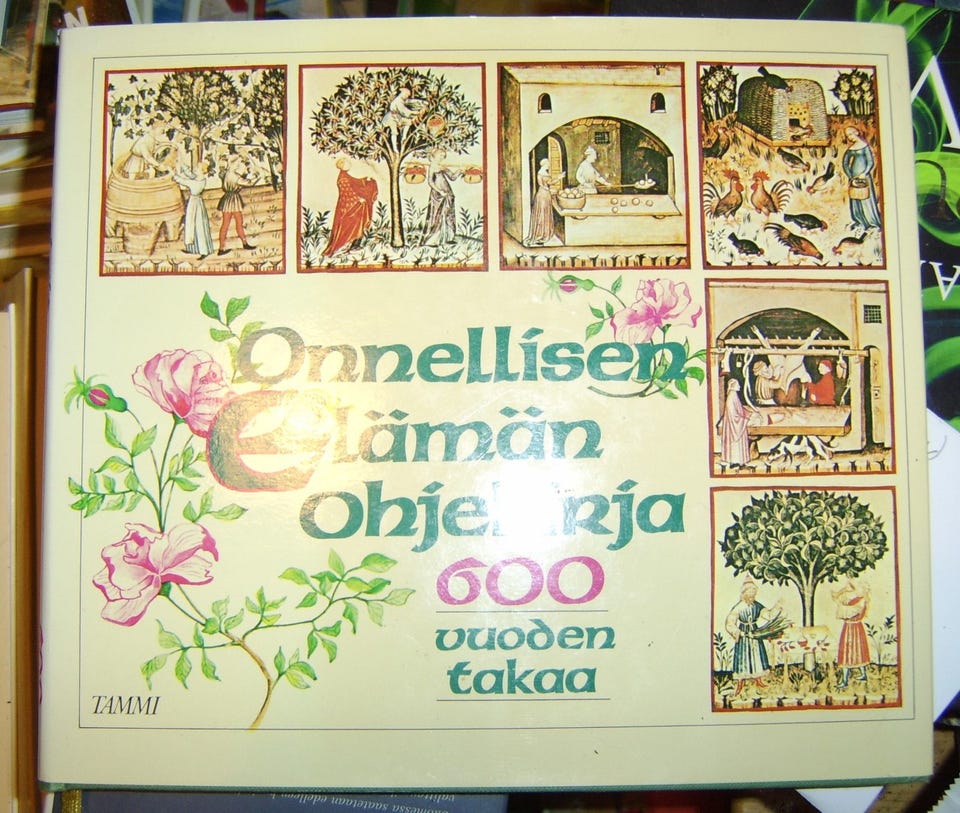 Onnellisen
Elämän
Ohjekirja
600
vuoden
takaa
TAMMI